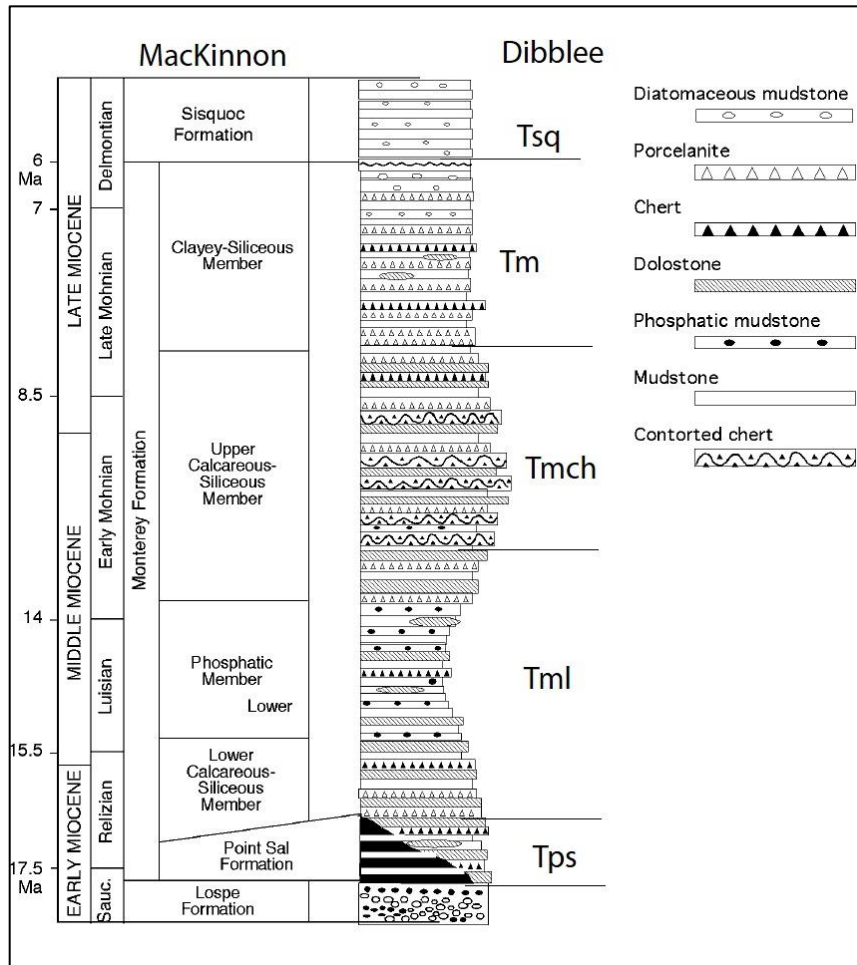 MacKinnon
Dibblee
Sisquoc
Formation
Tsq
6
Ma
Delmontian
7
LATE MIOCENE
Late Mohnian
Clayey-Siliceous
Member
Tm
8.5
MIDDLE MIOCENE
Early Mohnian
Monterey Formation
Upper
Calcareous-
Siliceous
Member
Tmch
14
Luisian
Phosphatic
Member
Lower
Tml
15.5
EARLY MIOCENE
Relizian
Lower
Calcareous-
Siliceous
Member
Point Sal
Formation
Tps
17.5
Ma
Sauc.
Lospe
Formation
Diatomaceous mudstone
Porcelanite
Chert
Dolostone
Phosphatic mudstone
Mudstone
Contorted chert